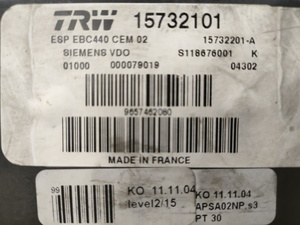 TRW 15732101
ESP EBC440 CEM 02 15732201-A
SIEMENS VDO S118676001 K
01000 000079019 04302
9657462080
MADE IN FRANCE
99
KO 11.11.04
level2/15
KO 11.11.04
APSA02NP.s3
PT 30